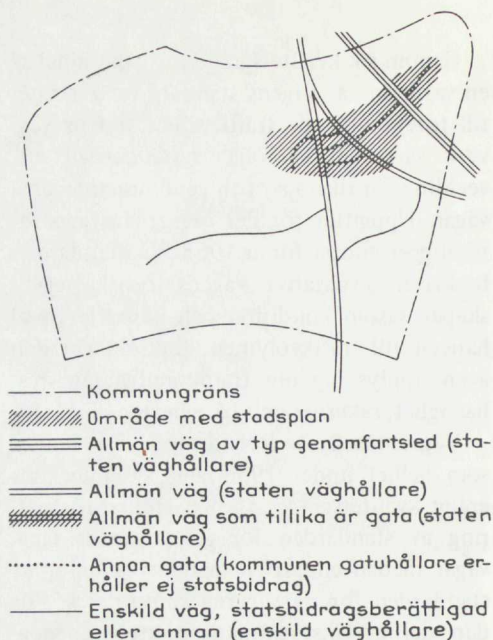 Kommungräns
Område med stadsplan
Allmän väg av typ genomfartsled (sta-
ten väghållare)
Allmän väg (staten väghållare)
Allmän väg som tillika är gata (staten
väghållare)
Annan gata (kommunen gatuhållare er-
håller ej statsbidrag)
Enskild väg, statsbidragsberättigad
eller annan (enskild väghållare)